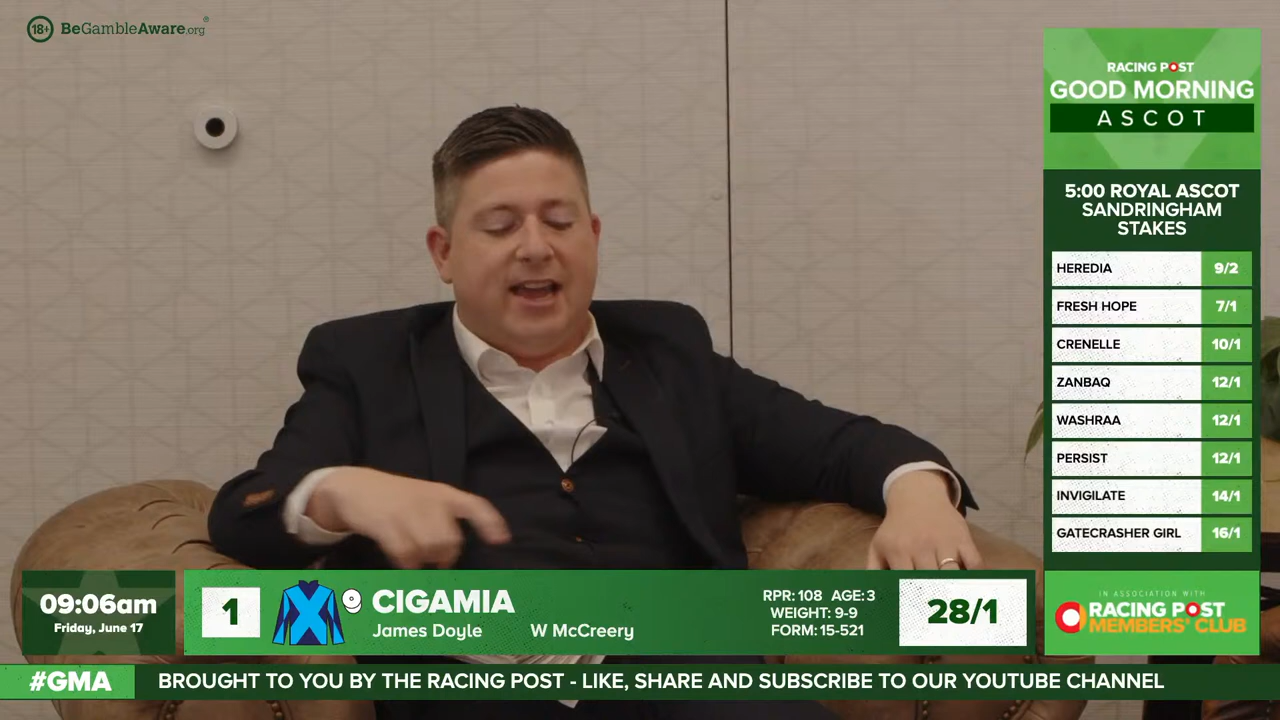 18+ BeGambleAware.org®
RACING POST
GOOD MORNING
ASCOT
5:00 ROYAL ASCOT
SANDRINGHAM
STAKES
HEREDIA 9/2
FRESH HOPE 7/1
CRENELLE 10/1
ZANBAQ 12/1
WASHRAA 12/1
PERSIST 12/1
INVIGILATE 14/1
GATECRASHER GIRL 16/1
09:06am
Friday, June 17
1
9
CIGAMIA
James Doyle W McCreery
RPR: 108 AGE: 3
WEIGHT: 9-9
FORM: 15-521
28/1
IN ASSOCIATION WITH
RACING POST
MEMBERS' CLUB
#GMA
BROUGHT TO YOU BY THE RACING POST - LIKE, SHARE AND SUBSCRIBE TO OUR YOUTUBE CHANNEL